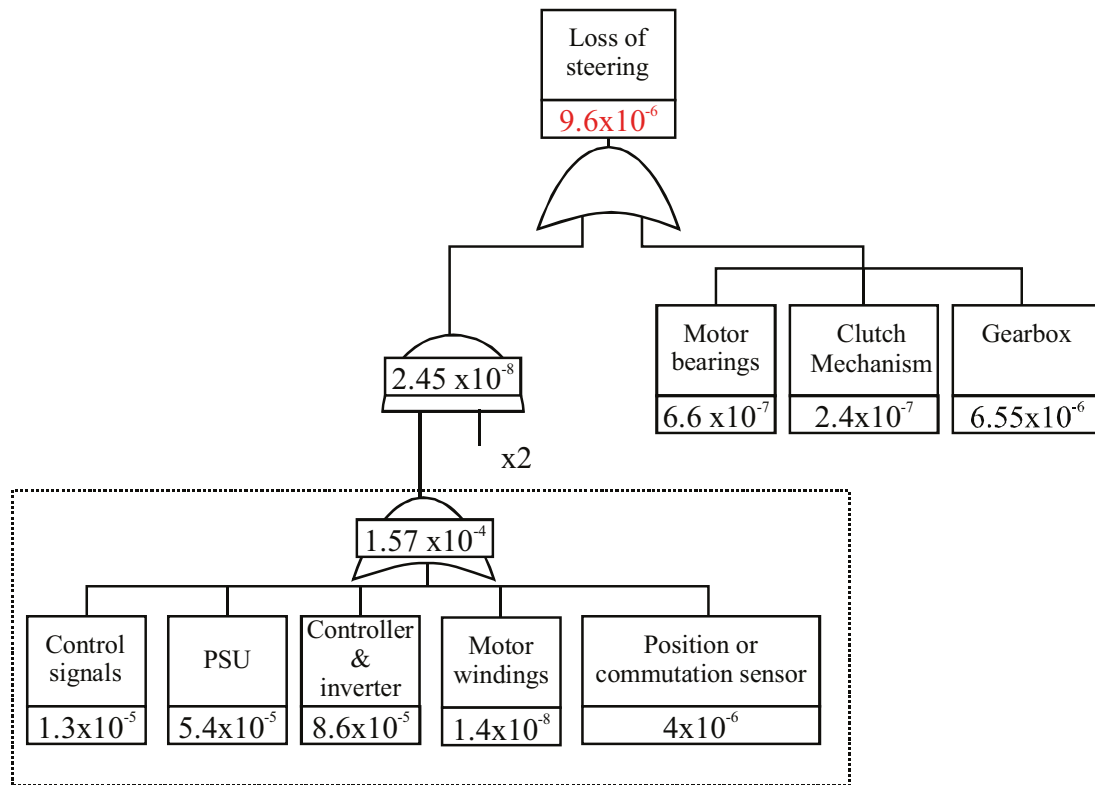 Loss of
steering
9.6x10⁻⁶
2.45 x10⁻⁸
x2
Motor
bearings
6.6 x10⁻⁷
Clutch
Mechanism
2.4x10⁻⁷
Gearbox
6.55x10⁻⁶
1.57 x10⁻⁴
Control
signals
1.3x10⁻⁵
PSU
5.4x10⁻⁵
Controller
&
inverter
8.6x10⁻⁵
Motor
windings
1.4x10⁻⁸
Position or
commutation sensor
4x10⁻⁶